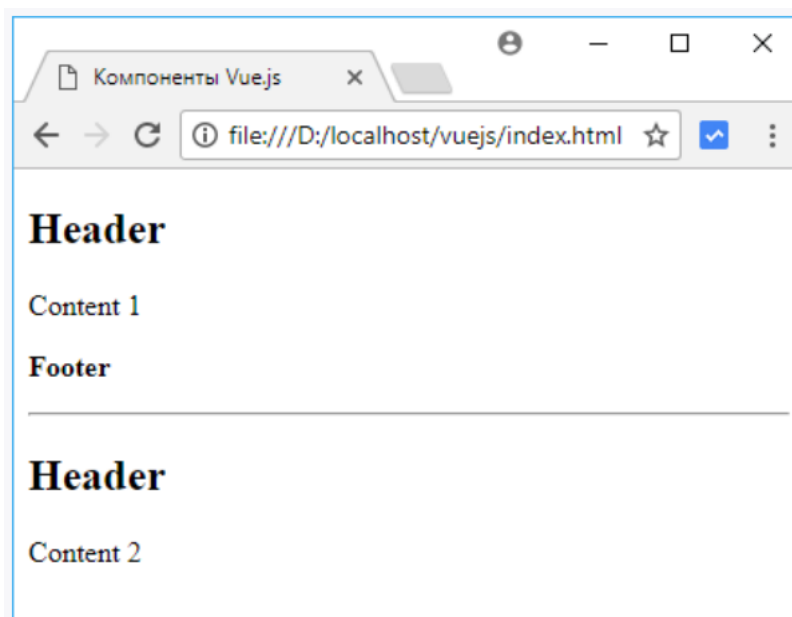 Компоненты Vue.js
file:///D:/localhost/vuejs/index.html
Header
Content 1
Footer
Header
Content 2